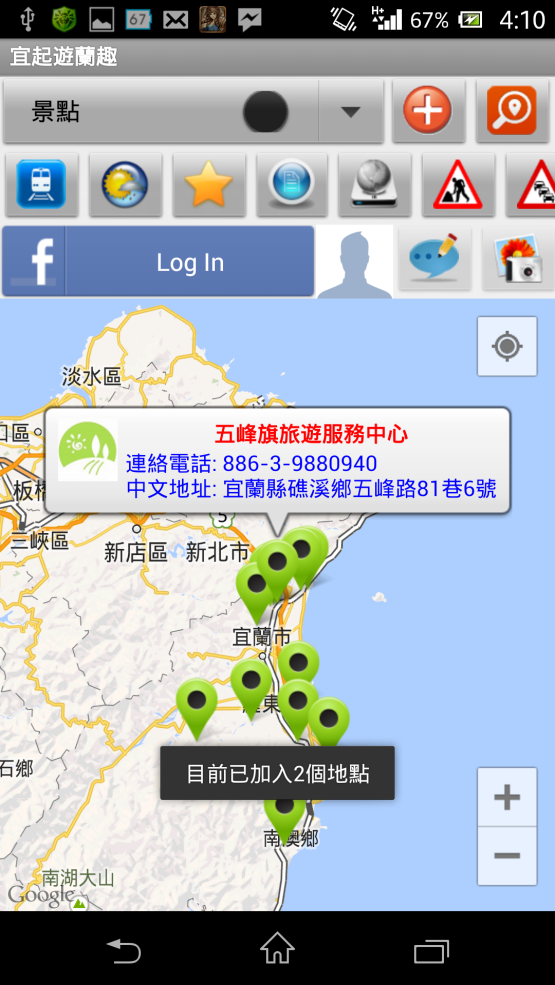 67
67%
4:10
宜起遊蘭趣
景點
f
Log In
淡水區
五峰旗旅遊服務中心
連絡電話: 886-3-9880940
中文地址: 宜蘭縣礁溪鄉五峰路81巷6號
口區
板橋
5
三峽區
新店區
新北市
宜蘭市
羅東
目前已加入2個地點
石鄉
南澳鄉
南湖大山
Google